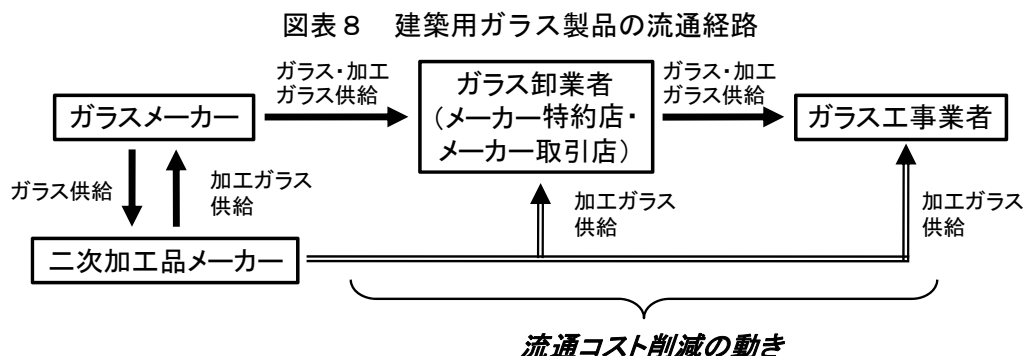 図表８　建築用ガラス製品の流通経路
ガラス・加工
ガラス供給
ガラス・加工
ガラス供給
ガラスメーカー
ガラス卸業者
（メーカー特約店・
メーカー取引店）
ガラス工事業者
ガラス供給
加工ガラス
供給
加工ガラス
供給
加工ガラス
供給
二次加工品メーカー
流通コスト削減の動き